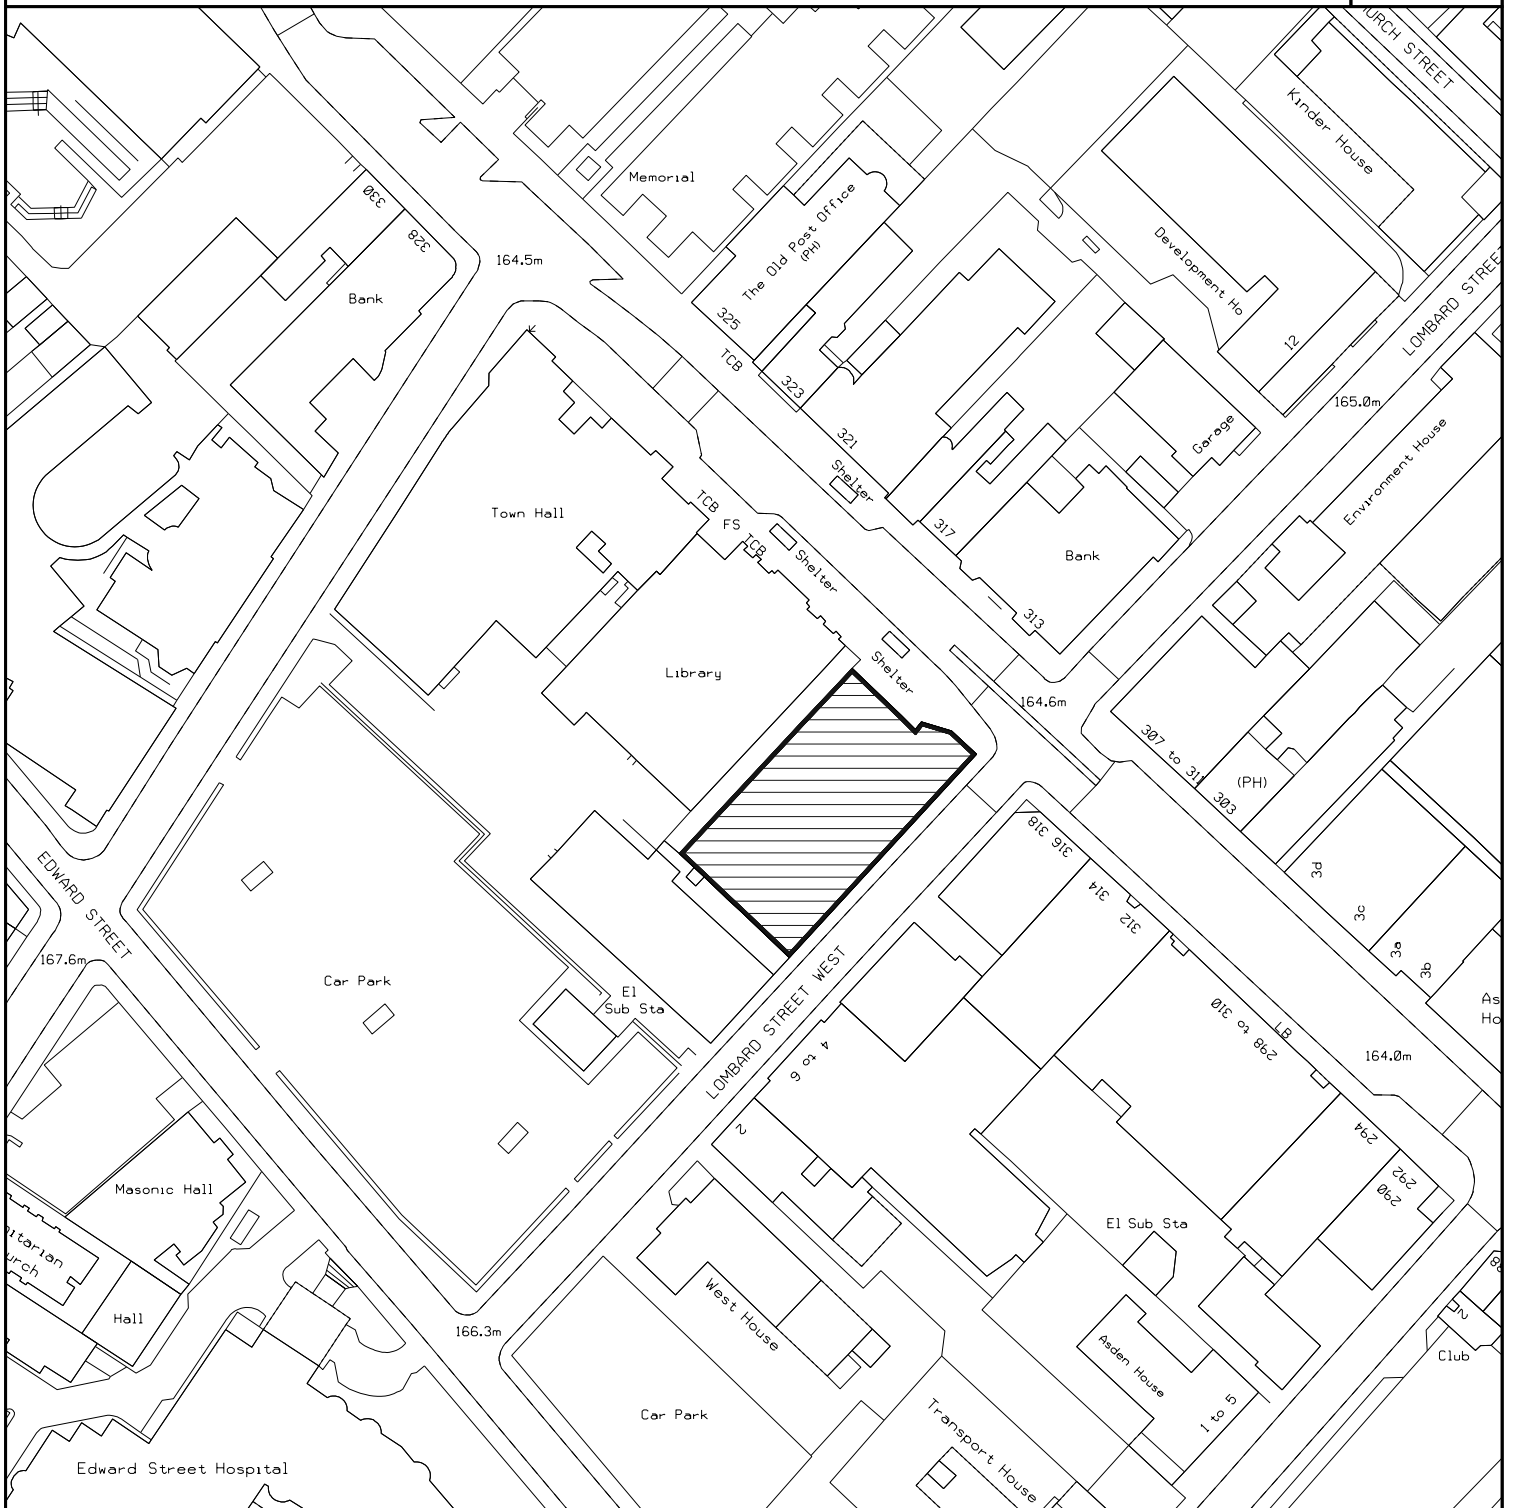 HURCH STREET
Kinder House
Memorial
330
328
164.5m
Bank
The Old Post Office
(PH)
Development Ho
12
LOMBARD STREE
325
TCB
323
321
165.0m
Garage
Environment House
Shelter
TCB
FS
TCB
Town Hall
317
Bank
Shelter
313
Library
Shelter
164.6m
307 to 311
(PH)
303
318
316
314
312
3d
3c
3a
3b
EDWARD STREET
167.6m
Car Park
El
Sub Sta
LOMBARD STREET WEST
298 to 310
LB
As
Ho
164.0m
4 to 6
2
294
292
290
Masonic Hall
nitarian
urch
Hall
El Sub Sta
166.3m
West House
Asden House
1 to 5
Club
Car Park
Transport House
Edward Street Hospital